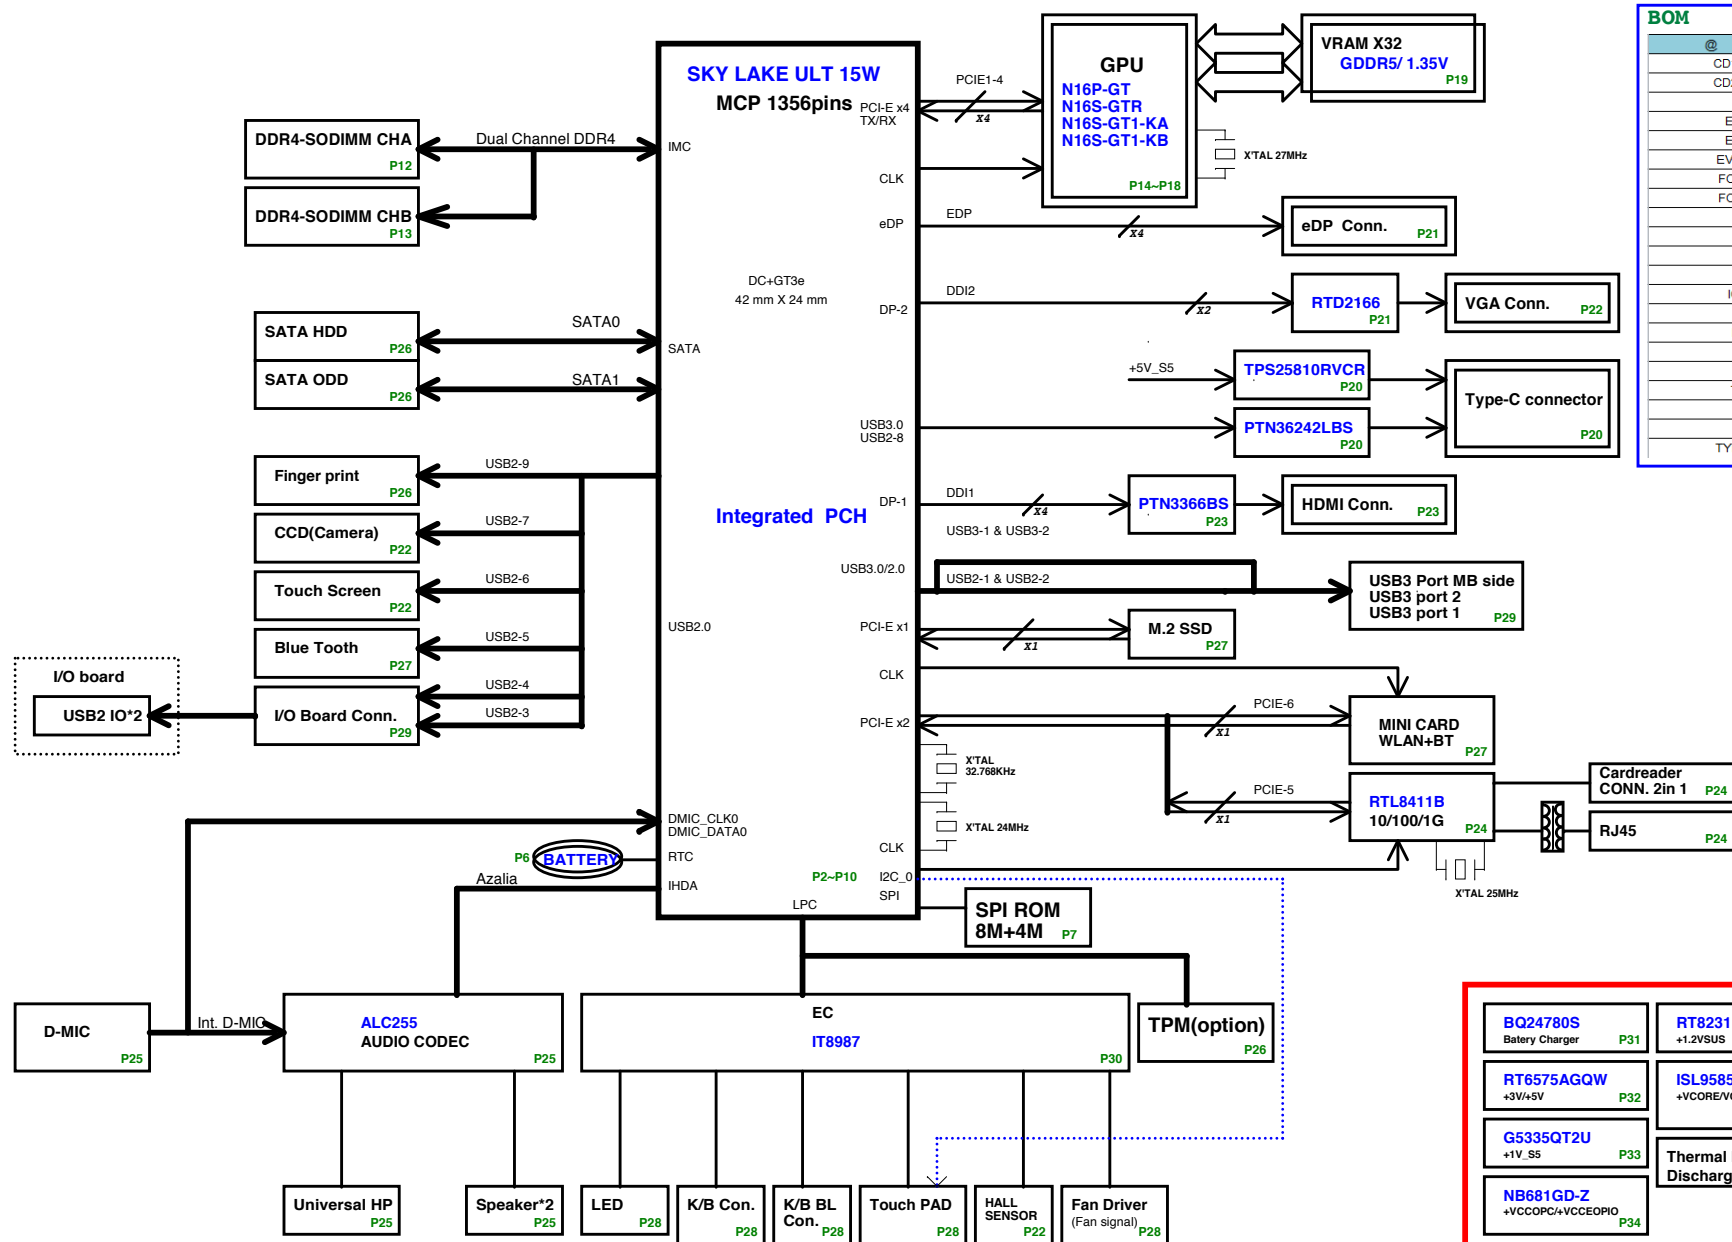 BOM
@
SKY LAKE ULT 15W
MCP 1356pins
PCI-E x4
TX/RX
PCIE1-4
X4
GPU
N16P-GT
N16S-GTR
N16S-GT1-KA
N16S-GT1-KB
P14~P18
VRAM X32
GDDR5/ 1.35V
P19
X'TAL 27MHz
CLK
DDR4-SODIMM CHA
P12
Dual Channel DDR4
IMC
DDR4-SODIMM CHB
P13
eDP
EDP
X4
eDP Conn.
P21
DC+GT3e
42 mm X 24 mm
DP-2
DDI2
X2
RTD2166
P21
VGA Conn.
P22
SATA HDD
P26
SATA0
SATA
SATA ODD
P26
SATA1
+5V_S5
TPS25810RVCR
P20
Type-C connector
P20
USB3.0
USB2-8
PTN36242LBS
P20
Finger print
P26
USB2-9
CCD(Camera)
P22
USB2-7
Touch Screen
P22
USB2-6
Blue Tooth
P27
USB2-5
I/O Board Conn.
P29
USB2-4
USB2-3
USB2.0
I/O board
USB2 IO*2
Integrated PCH
DP-1
DDI1
X4
PTN3366BS
P23
HDMI Conn.
P23
USB3-1 & USB3-2
USB3.0/2.0
USB2-1 & USB2-2
USB3 Port MB side
USB3 port 2
USB3 port 1
P29
PCI-E x1
X1
M.2 SSD
P27
CLK
PCI-E x2
PCIE-6
X1
MINI CARD
WLAN+BT
P27
X'TAL
32.768KHz
X'TAL 24MHz
PCIE-5
X1
RTL8411B
10/100/1G
P24
Cardreader
CONN. 2in 1
P24
RJ45
P24
X'TAL 25MHz
CLK
DMIC_CLK0
DMIC_DATA0
P6
BATTERY
RTC
Azalia
IHDA
P2~P10
I2C_0
SPI
LPC
SPI ROM
8M+4M
P7
D-MIC
P25
Int. D-MIC
ALC255
AUDIO CODEC
P25
EC
IT8987
P30
TPM(option)
P26
Universal HP
P25
Speaker*2
P25
LED
P28
K/B Con.
P28
K/B BL
Con.
P28
Touch PAD
P28
HALL
SENSOR
P22
Fan Driver
(Fan signal)
P28
BQ24780S
Batery Charger
P31
RT8231
+1.2VSUS
RT6575AGQW
+3V/+5V
P32
ISL9585
G5335QT2U
+1V_S5
P33
Thermal
Discharg
NB681GD-Z
+VCCOPC/+VCCEOPIO
P34